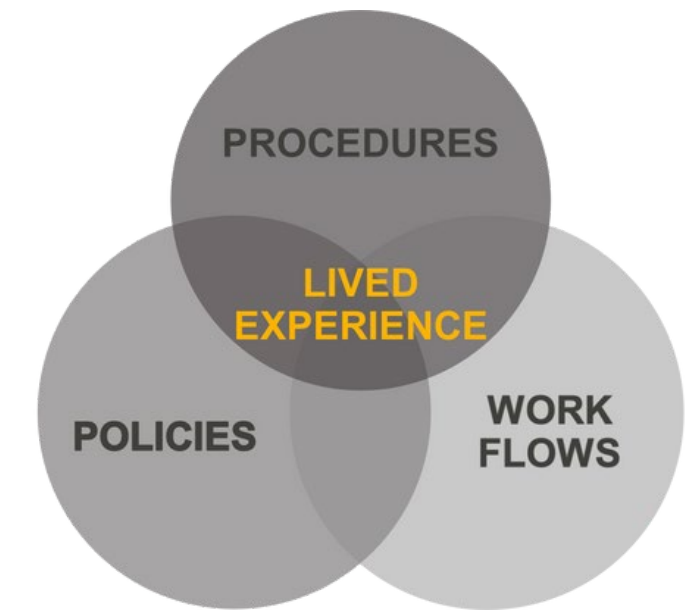 PROCEDURES
LIVED
EXPERIENCE
POLICIES
WORK
FLOWS